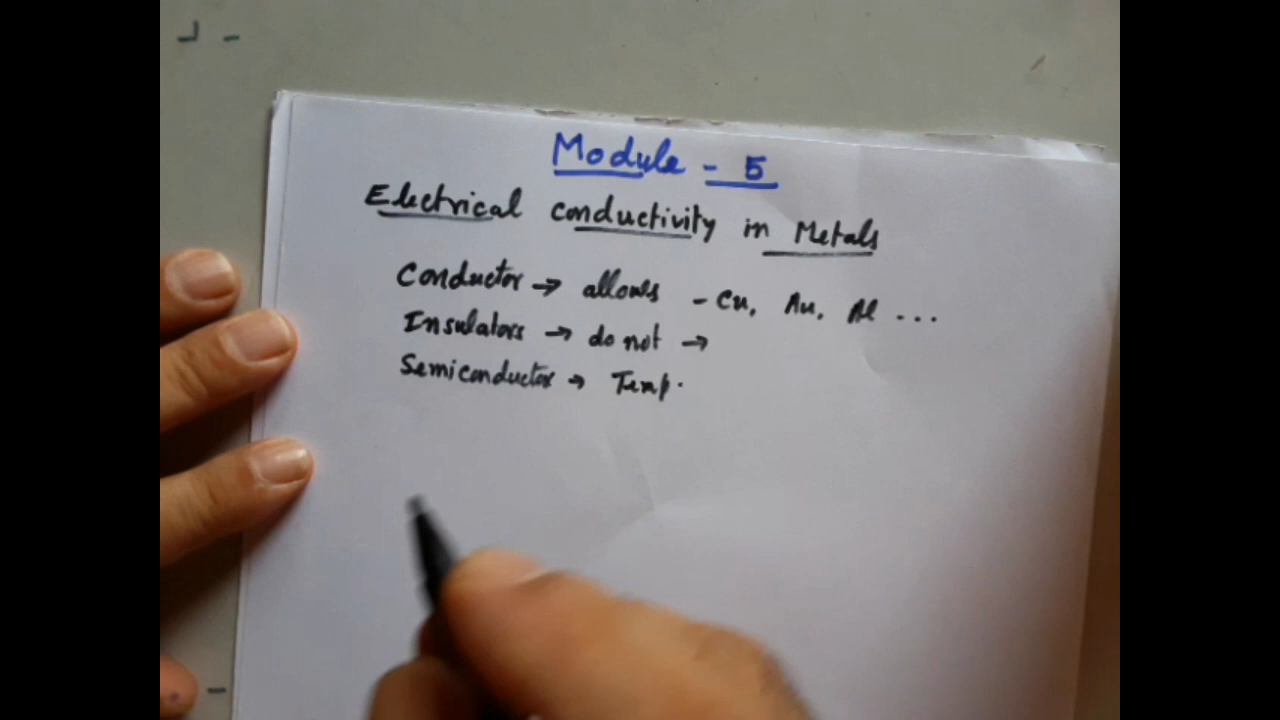 Module - 5
Electrical conductivity in Metals
Conductor → allows - Cu, Au, Al ...
Insulators → do not →
Semiconductor → Temp.